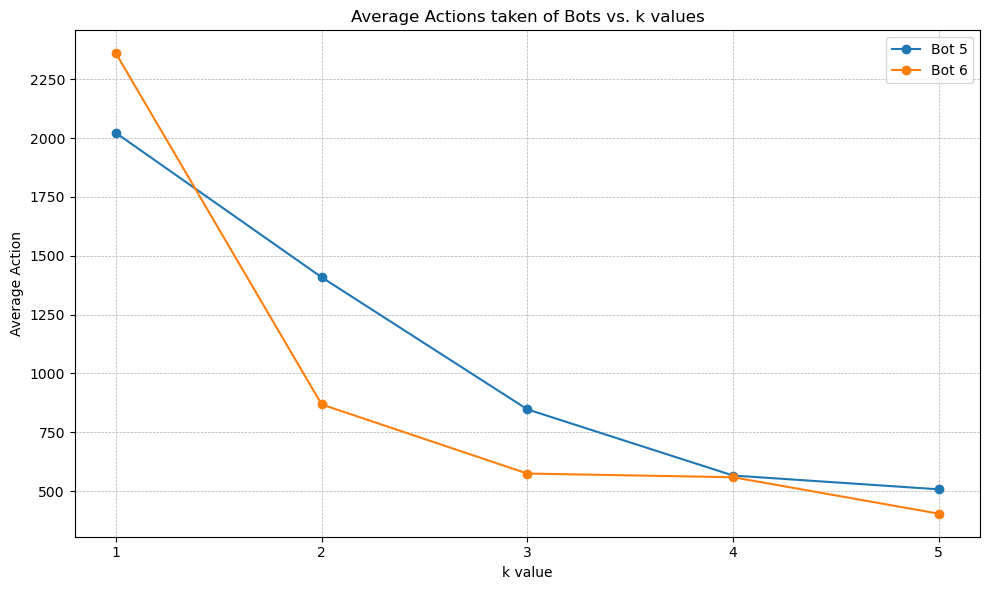 Average Actions taken of Bots vs. k values
Bot 5
Bot 6
Average Action
2250
2000
1750
1500
1250
1000
750
500
1 2 3 4 5
k value